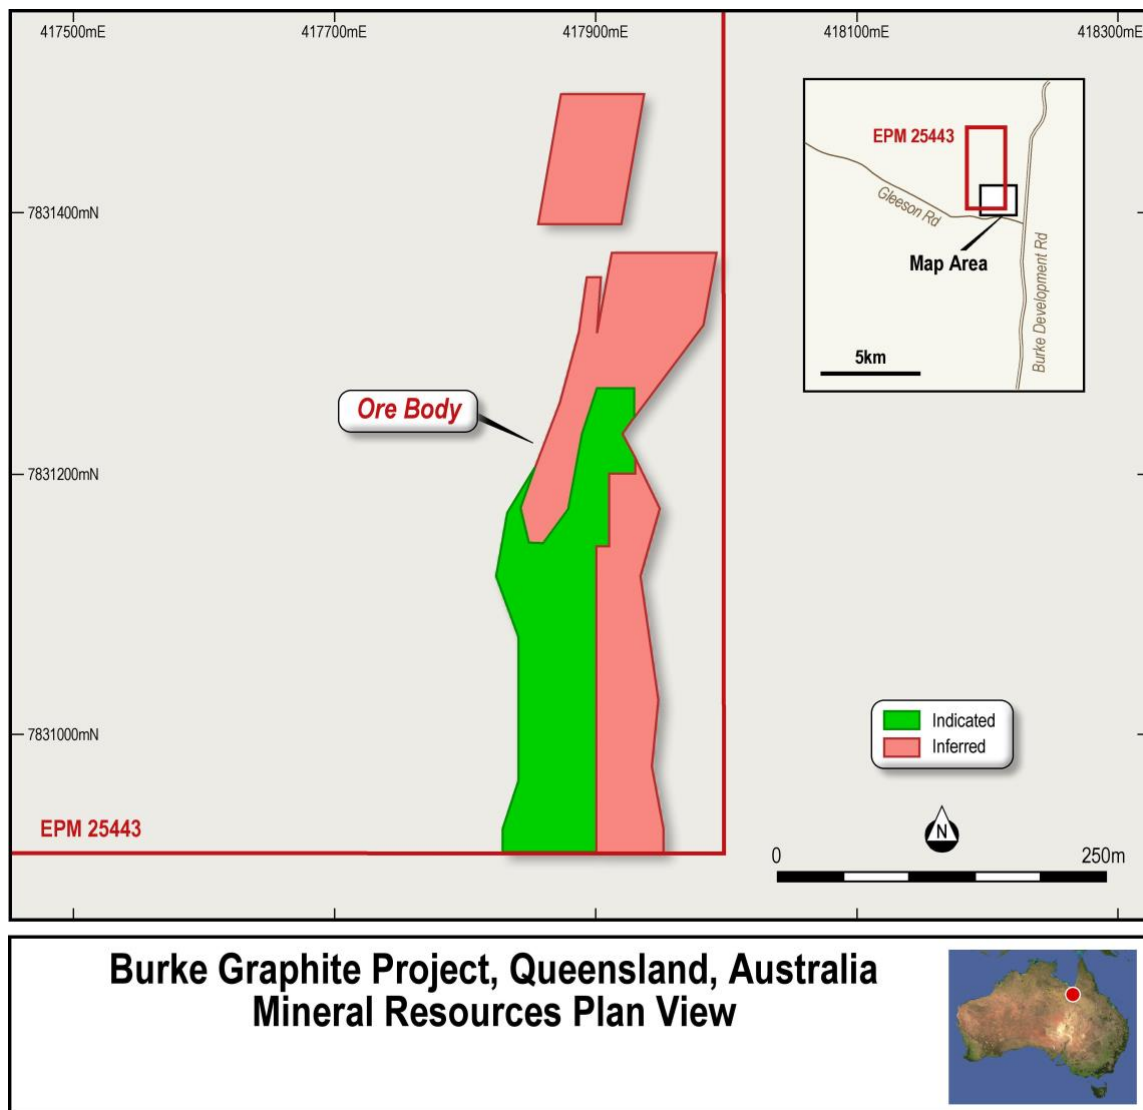 417500mE
417700mE
417900mE
418100mE
418300mE
EPM 25443
Gleeson Rd
Map Area
Burke Development Rd
5km
7831400mN
Ore Body
7831200mN
Indicated
Inferred
7831000mN
EPM 25443
N
0
250m
Burke Graphite Project, Queensland, Australia
Mineral Resources Plan View